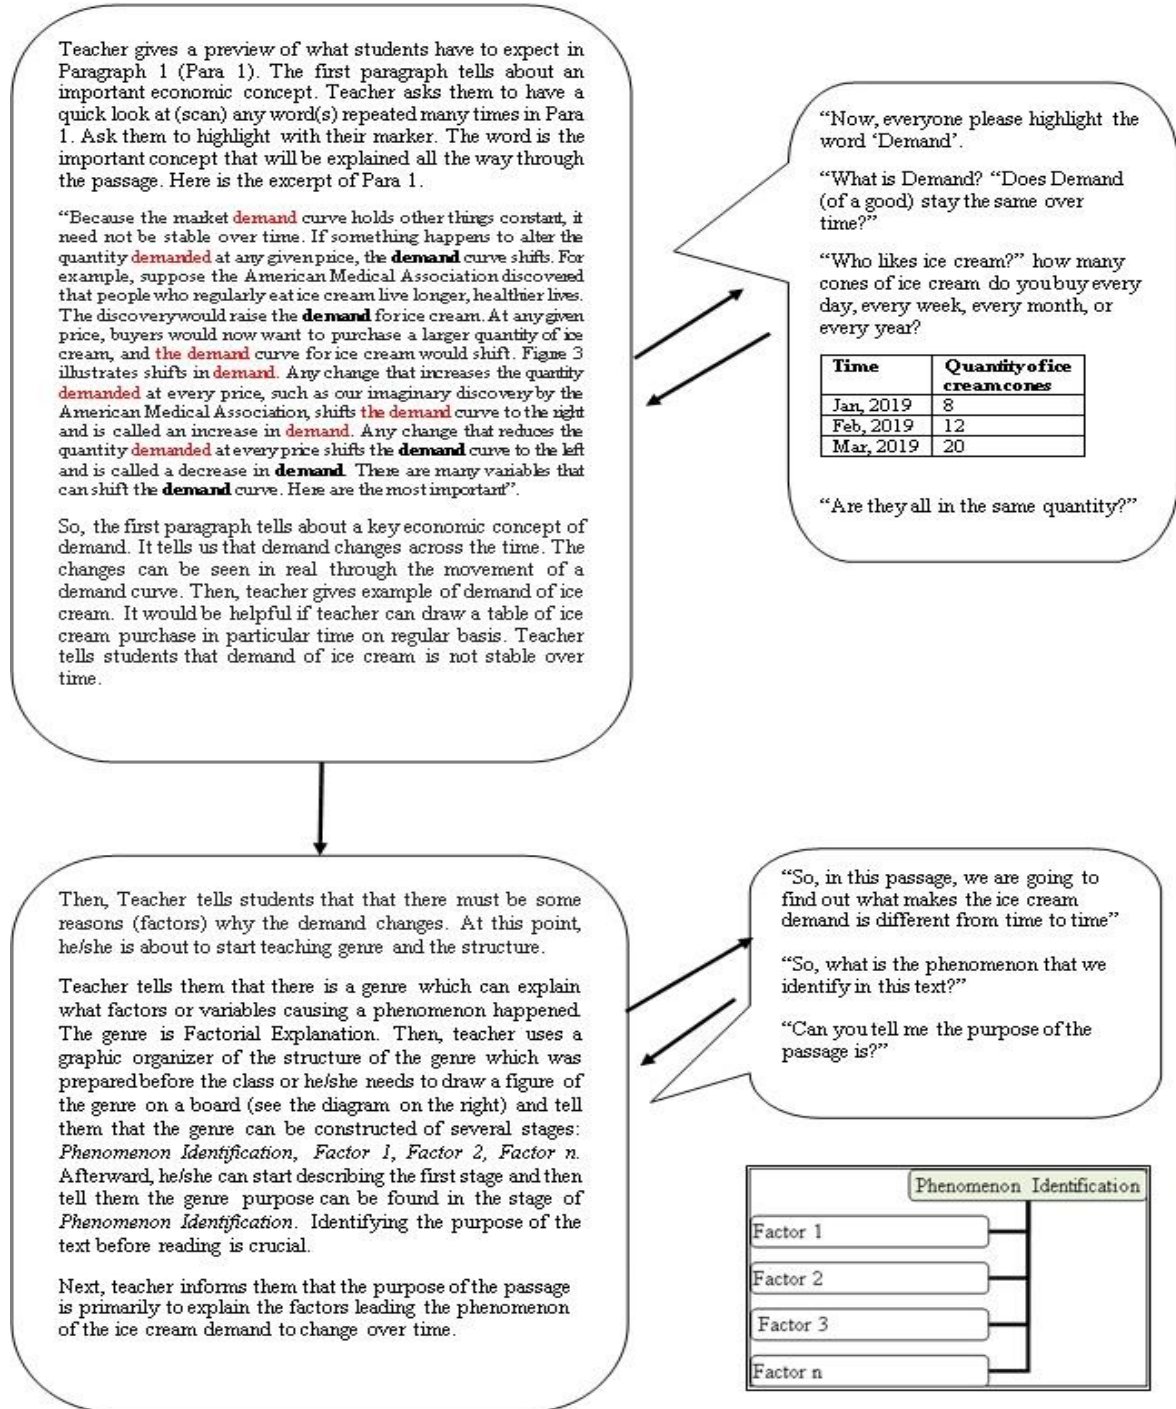 Teacher gives a preview of what students have to expect in
Paragraph 1 (Para 1). The first paragraph tells about an
important economic concept. Teacher asks them to have a
quick look at (scan) any word(s) repeated many times in Para
1. Ask them to highlight with their marker. The word is the
important concept that will be explained all the way through
the passage. Here is the excerpt of Para 1.
“Because the market demand curve holds other things constant, it
need not be stable over time. If something happens to alter the
quantity demanded at any given price, the demand curve shifts. For
example, suppose the American Medical Association discovered
that people who regularly eat ice cream live longer, healthier lives.
The discovery would raise the demand for ice cream. At any given
price, buyers would now want to purchase a larger quantity of ice
cream, and the demand curve for ice cream would shift. Figure 3
illustrates shifts in demand. Any change that increases the quantity
demanded at every price, such as our imaginary discovery by the
American Medical Association, shifts the demand curve to the right
and is called an increase in demand. Any change that reduces the
quantity demanded at every price shifts the demand curve to the left
and is called a decrease in demand. There are many variables that
can shift the demand curve. Here are the most important”.
So, the first paragraph tells about a key economic concept of
demand. It tells us that demand changes across the time. The
changes can be seen in real through the movement of a
demand curve. Then, teacher gives example of demand of ice
cream. It would be helpful if teacher can draw a table of ice
cream purchase in particular time on regular basis. Teacher
tells students that demand of ice cream is not stable over
time.
“Now, everyone please highlight the
word ‘Demand’.
“What is Demand? “Does Demand
(of a good) stay the same over
time?”
“Who likes ice cream?” how many
cones of ice cream do you buy every
day, every week, every month, or
every year?
Time Quantity of ice
cream cones
Jan, 2019 8
Feb, 2019 12
Mar, 2019 20
“Are they all in the same quantity?”
Then, Teacher tells students that that there must be some
reasons (factors) why the demand changes. At this point,
he/she is about to start teaching genre and the structure.
Teacher tells them that there is a genre which can explain
what factors or variables causing a phenomenon happened.
The genre is Factorial Explanation. Then, teacher uses a
graphic organizer of the structure of the genre which was
prepared before the class or he/she needs to draw a figure of
the genre on a board (see the diagram on the right) and tell
them that the genre can be constructed of several stages:
Phenomenon Identification, Factor 1, Factor 2, Factor n.
Afterward, he/she can start describing the first stage and then
tell them the genre purpose can be found in the stage of
Phenomenon Identification. Identifying the purpose of the
text before reading is crucial.
Next, teacher informs them that the purpose of the passage
is primarily to explain the factors leading the phenomenon
of the ice cream demand to change over time.
“So, in this passage, we are going to
find out what makes the ice cream
demand is different from time to time”
“So, what is the phenomenon that we
identify in this text?”
“Can you tell me the purpose of the
passage is?”
Phenomenon Identification
Factor 1
Factor 2
Factor 3
Factor n